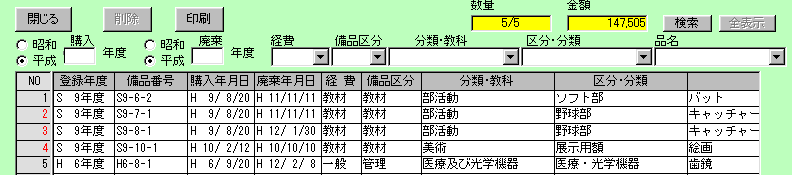 数量 金額
閉じる 削除 印刷 5/5 147,505 検索 全表示
昭和 購入 昭和 廃棄 経費 備品区分 分類・教科 区分・分類 品名
平成 年度 平成 年度
NO 登録年度 備品番号 購入年月日 廃棄年月日 経 費 備品区分 分類・教科 区分・分類
1 S 9年度 S9-6-2 H 9/ 8/20 H 11/11/11 教材 教材 部活動 ソフト部 バット
2 S 9年度 S9-7-1 H 9/ 8/20 H 11/11/11 教材 教材 部活動 野球部 キャッチャー
3 S 9年度 S9-8-1 H 9/ 8/20 H 12/ 1/30 教材 教材 部活動 野球部 キャッチャー
4 S 9年度 S9-10-1 H 10/ 2/12 H 10/10/10 教材 教材 美術 展示用額 絵画
5 H 6年度 H6-8-1 H 6/ 9/20 H 12/ 2/ 8 一般 管理 医療及び光学機器 医療・光学機器 歯鏡